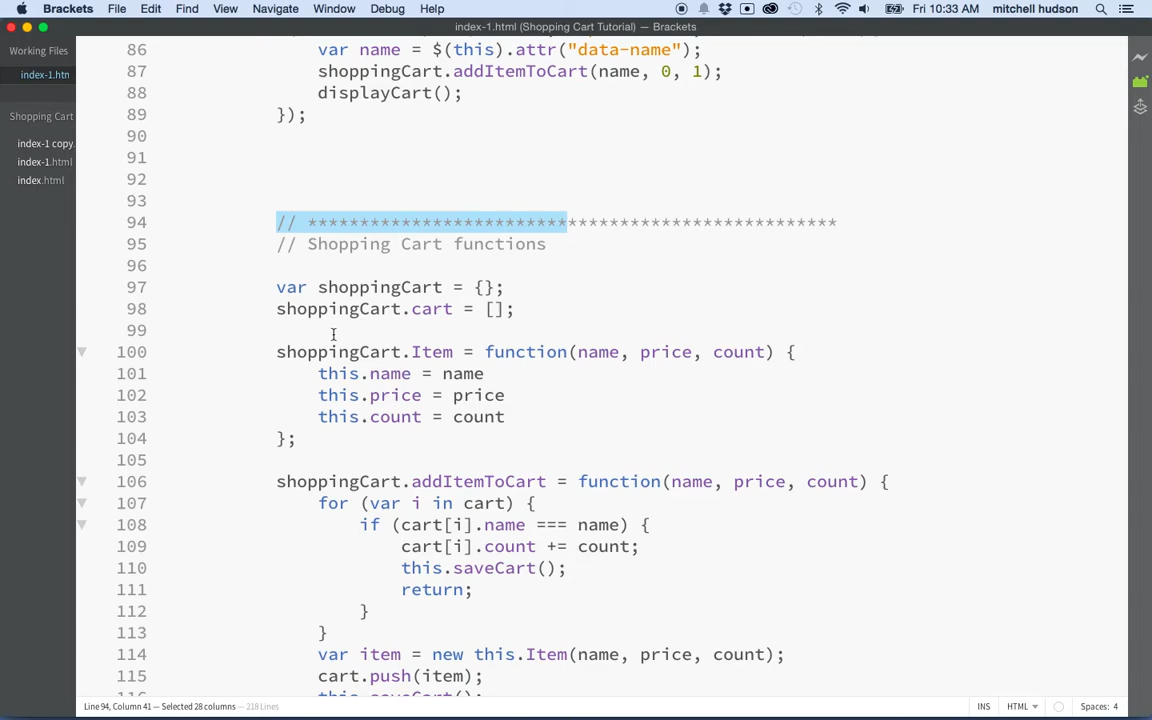 Brackets File Edit Find View Navigate Window Debug Help Fri 10:33 AM mitchell hudson
index-1.html (Shopping Cart Tutorial) — Brackets
Working Files
index-1.htm
Shopping Cart
index-1 copy.
index-1.html
index.html
86 var name = $(this).attr("data-name");
87 shoppingCart.addItemToCart(name, 0, 1);
88 displayCart();
89 });
90
91
92
93
94 // ***************************************************
95 // Shopping Cart functions
96
97 var shoppingCart = {};
98 shoppingCart.cart = [];
99
100 shoppingCart.Item = function(name, price, count) {
101 this.name = name
102 this.price = price
103 this.count = count
104 };
105
106 shoppingCart.addItemToCart = function(name, price, count) {
107 for (var i in cart) {
108 if (cart[i].name === name) {
109 cart[i].count += count;
110 this.saveCart();
111 return;
112 }
113 }
114 var item = new this.Item(name, price, count);
115 cart.push(item);
116 this.saveCart();
Line 94, Column 41 — Selected 28 columns — 218 Lines INS HTML Spaces: 4